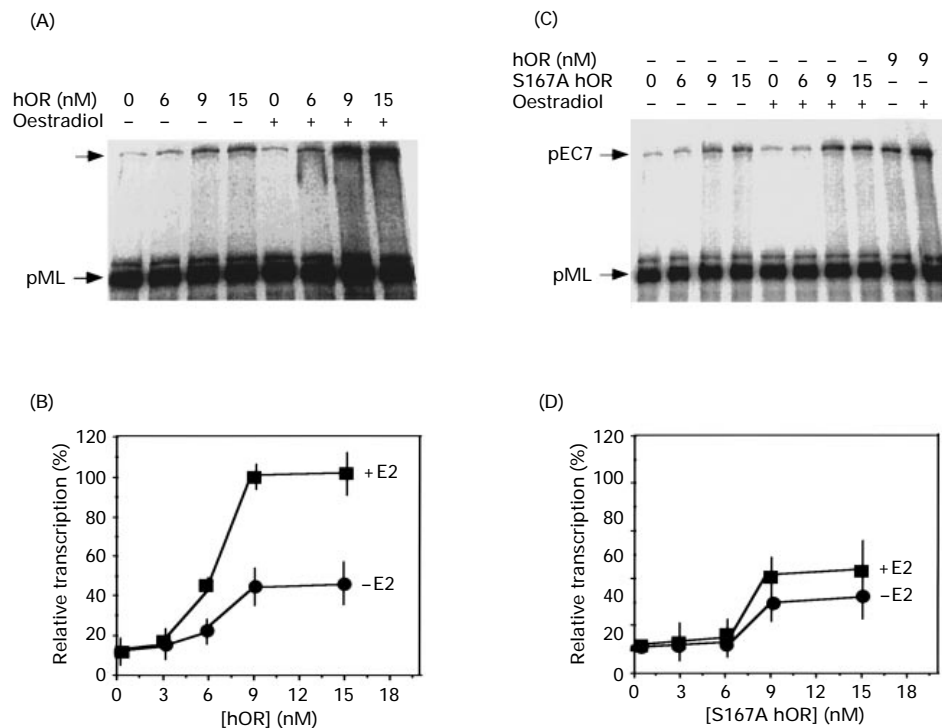 (A)
hOR (nM) 0 6 9 15 0 6 9 15
Oestradiol – – – – + + + +
pML
(C)
hOR (nM) – – – – – – – – 9 9
S167A hOR 0 6 9 15 0 6 9 15 – –
Oestradiol – – – – + + + + – +
pEC7
pML
(B)
Relative transcription (%)
120
100
80
60
40
20
0
+E2
–E2
0 3 6 9 12 15 18
[hOR] (nM)
(D)
Relative transcription (%)
120
100
80
60
40
20
0
+E2
–E2
0 3 6 9 12 15 18
[S167A hOR] (nM)